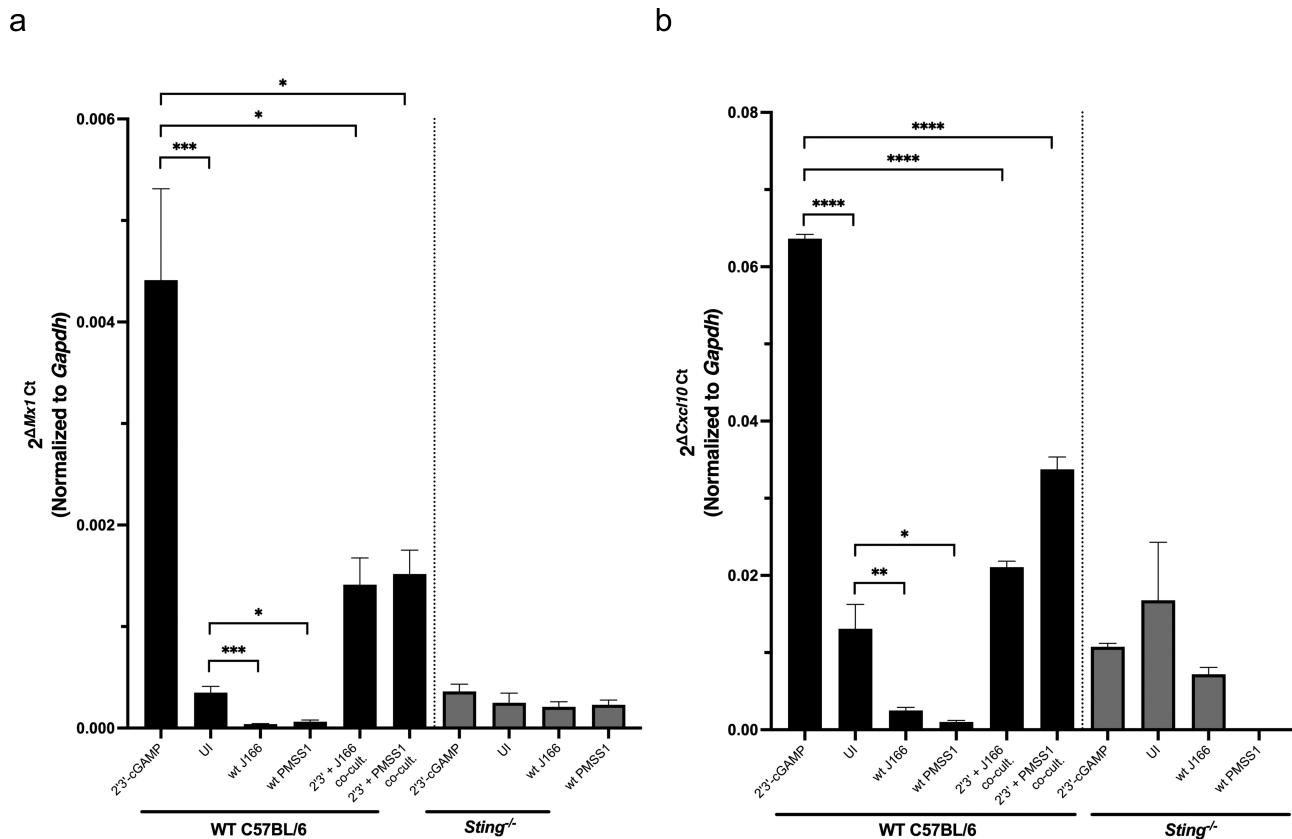 a
b
*
*
***
0.006
0.004
0.002
0.000
*
***
2^ΔMx1 Ct
(Normalized to Gapdh)
2'3'-cGAMP
UI
wt J166
wt PMSS1
2'3' + J166
co-cult.
2'3' + PMSS1
co-cult.
2'3'-cGAMP
UI
wt J166
wt PMSS1
WT C57BL/6
Sting-/-
****
****
****
0.08
0.06
0.04
0.02
0.00
*
**
2^ΔCxcl10 Ct
(Normalized to Gapdh)
2'3'-cGAMP
UI
wt J166
wt PMSS1
2'3' + J166
co-cult.
2'3' + PMSS1
co-cult.
2'3'-cGAMP
UI
wt J166
wt PMSS1
WT C57BL/6
Sting-/-